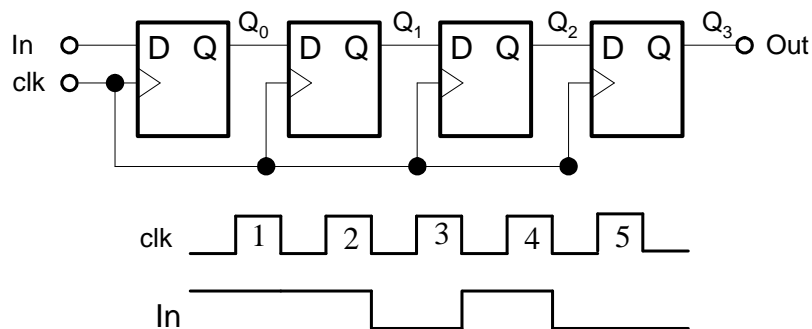 In D Q Q0 D Q Q1 D Q Q2 D Q Q3 Out
clk
clk 1 2 3 4 5
In